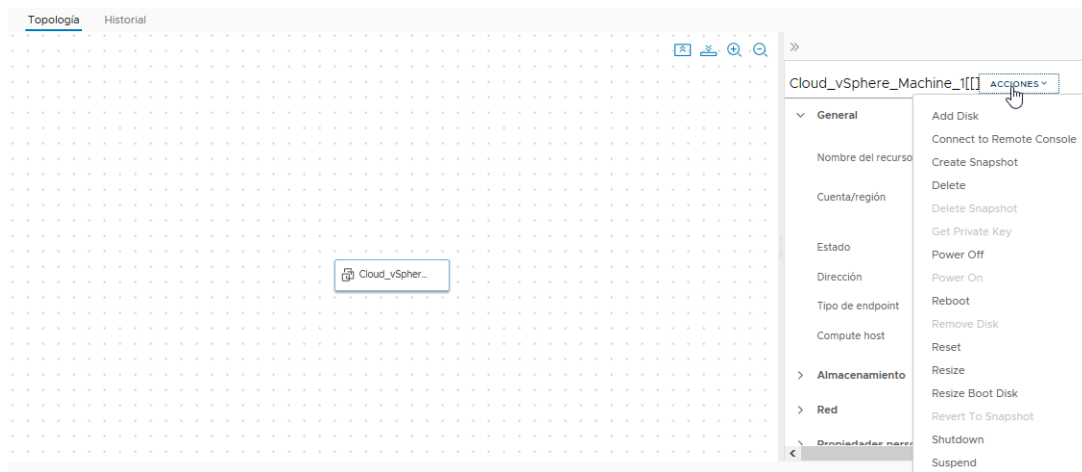 Topología Historial
Cloud_vSphere_Machine_1[[] ACCIONES
General
Nombre del recurso
Cuenta/región
Estado
Dirección
Tipo de endpoint
Compute host
Almacenamiento
Red
Propiedades pers
Add Disk
Connect to Remote Console
Create Snapshot
Delete
Delete Snapshot
Get Private Key
Power Off
Power On
Reboot
Remove Disk
Reset
Resize
Resize Boot Disk
Revert To Snapshot
Shutdown
Suspend
Cloud_vSpher...